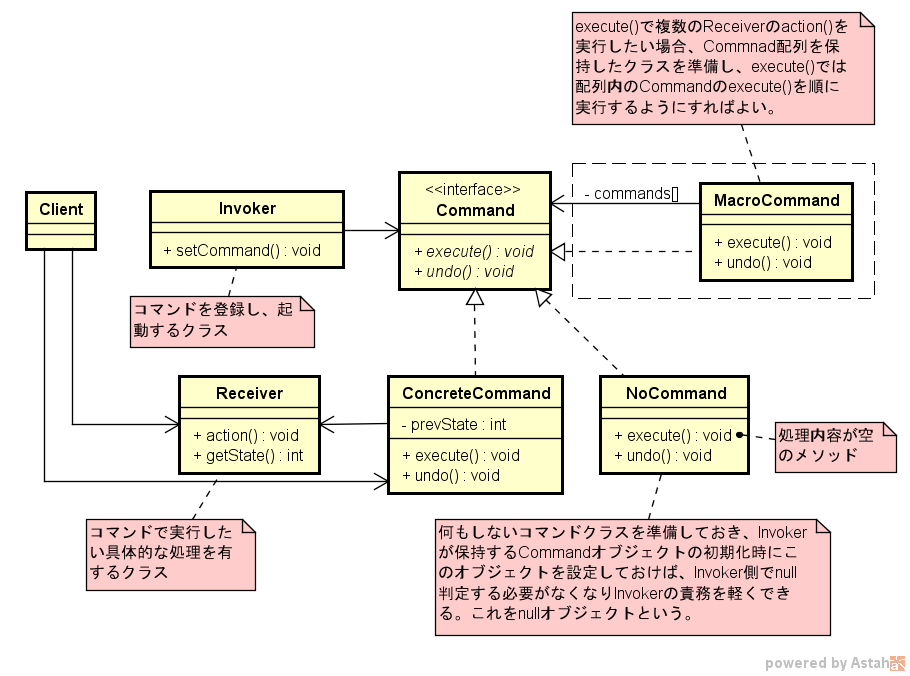 execute()で複数のReceiverのaction()を
実行したい場合、Commnad配列を保
持したクラスを準備し、execute()では
配列内のCommandのexecute()を順に
実行するようにすればよい。
Client
Invoker
+ setCommand() : void
<<interface>>
Command
+ execute() : void
+ undo() : void
- commands[]
MacroCommand
+ execute() : void
+ undo() : void
コマンドを登録し、起
動するクラス
Receiver
+ action() : void
+ getState() : int
ConcreteCommand
- prevState : int
+ execute() : void
+ undo() : void
NoCommand
+ execute() : void
+ undo() : void
処理内容が空
のメソッド
コマンドで実行した
い具体的な処理を有
するクラス
何もしないコマンドクラスを準備しておき、Invoker
が保持するCommandオブジェクトの初期化時にこ
のオブジェクトを設定しておけば、Invoker側でnull
判定する必要がなくなりInvokerの責務を軽くでき
る。これをnullオブジェクトという。
powered by Astah